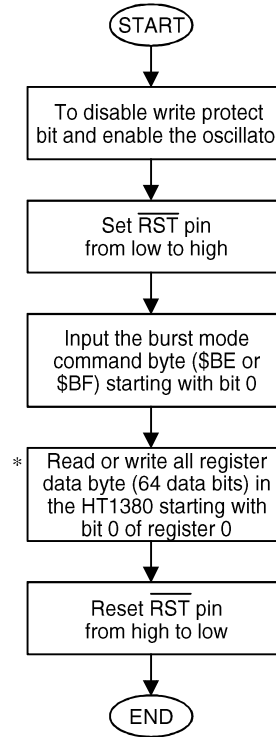 START
To disable write protect
bit and enable the oscillato
Set RST pin
from low to high
Input the burst mode
command byte ($BE or
$BF) starting with bit 0
* Read or write all register
data byte (64 data bits) in
the HT1380 starting with
bit 0 of register 0
Reset RST pin
from high to low
END